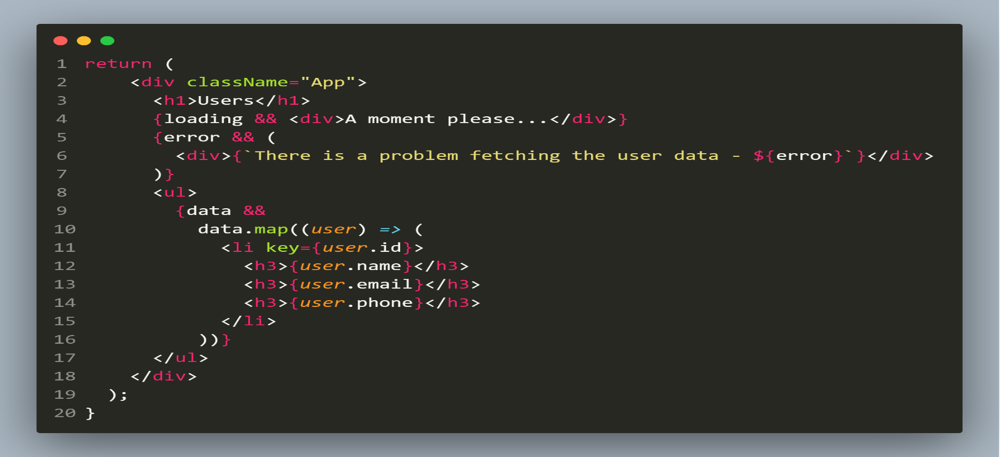 1 return (
2     <div className="App">
3       <h1>Users</h1>
4       {loading && <div>A moment please...</div>}
5       {error && (
6         <div>{`There is a problem fetching the user data - ${error}`}</div>
7       )}
8       <ul>
9         {data &&
10           data.map((user) => (
11             <li key={user.id}>
12               <h3>{user.name}</h3>
13               <h3>{user.email}</h3>
14               <h3>{user.phone}</h3>
15             </li>
16           ))}
17       </ul>
18     </div>
19   );
20 }